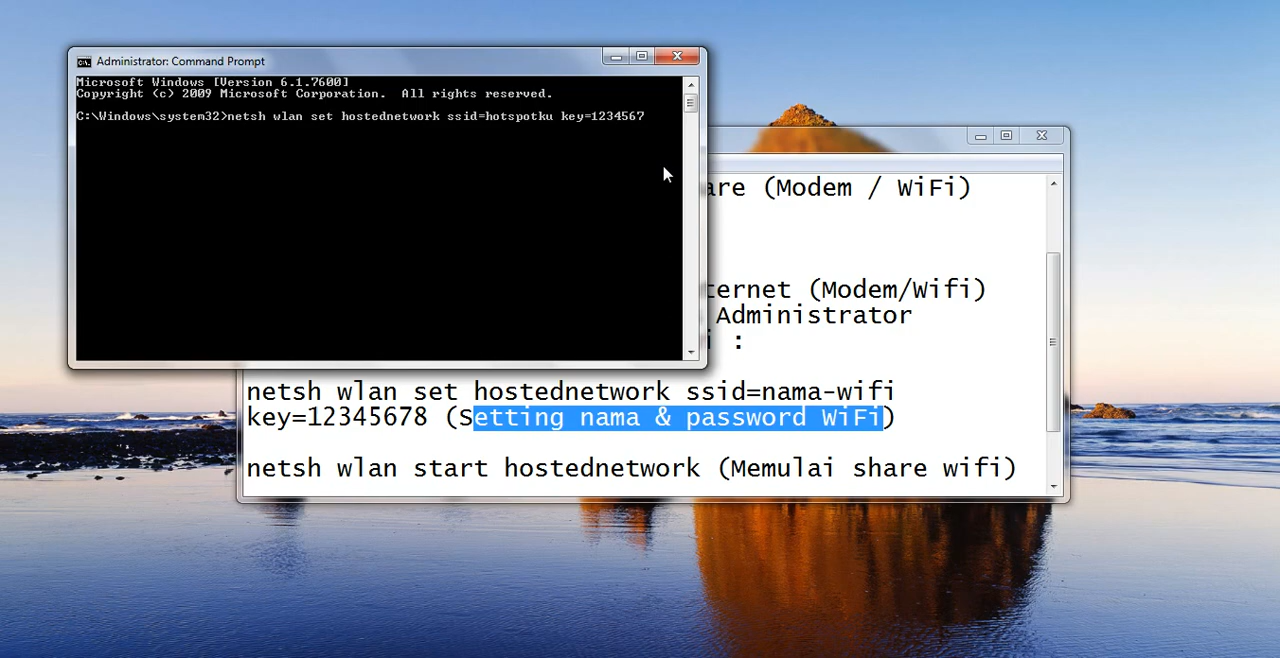 Administrator: Command Prompt
Microsoft Windows [Version 6.1.7600]
Copyright (c) 2009 Microsoft Corporation.  All rights reserved.
C:\Windows\system32>netsh wlan set hostednetwork ssid=hotspotku key=1234567
are (Modem / WiFi)
ternet (Modem/Wifi)
Administrator
i :
netsh wlan set hostednetwork ssid=nama-wifi
key=12345678 (Setting nama & password WiFi)
netsh wlan start hostednetwork (Memulai share wifi)